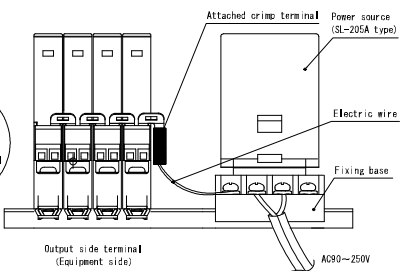 Attached crimp terminal
Power source
(SL-205A type)
Electric wire
Fixing base
Output side terminal
(Equipment side)
AC90～250V